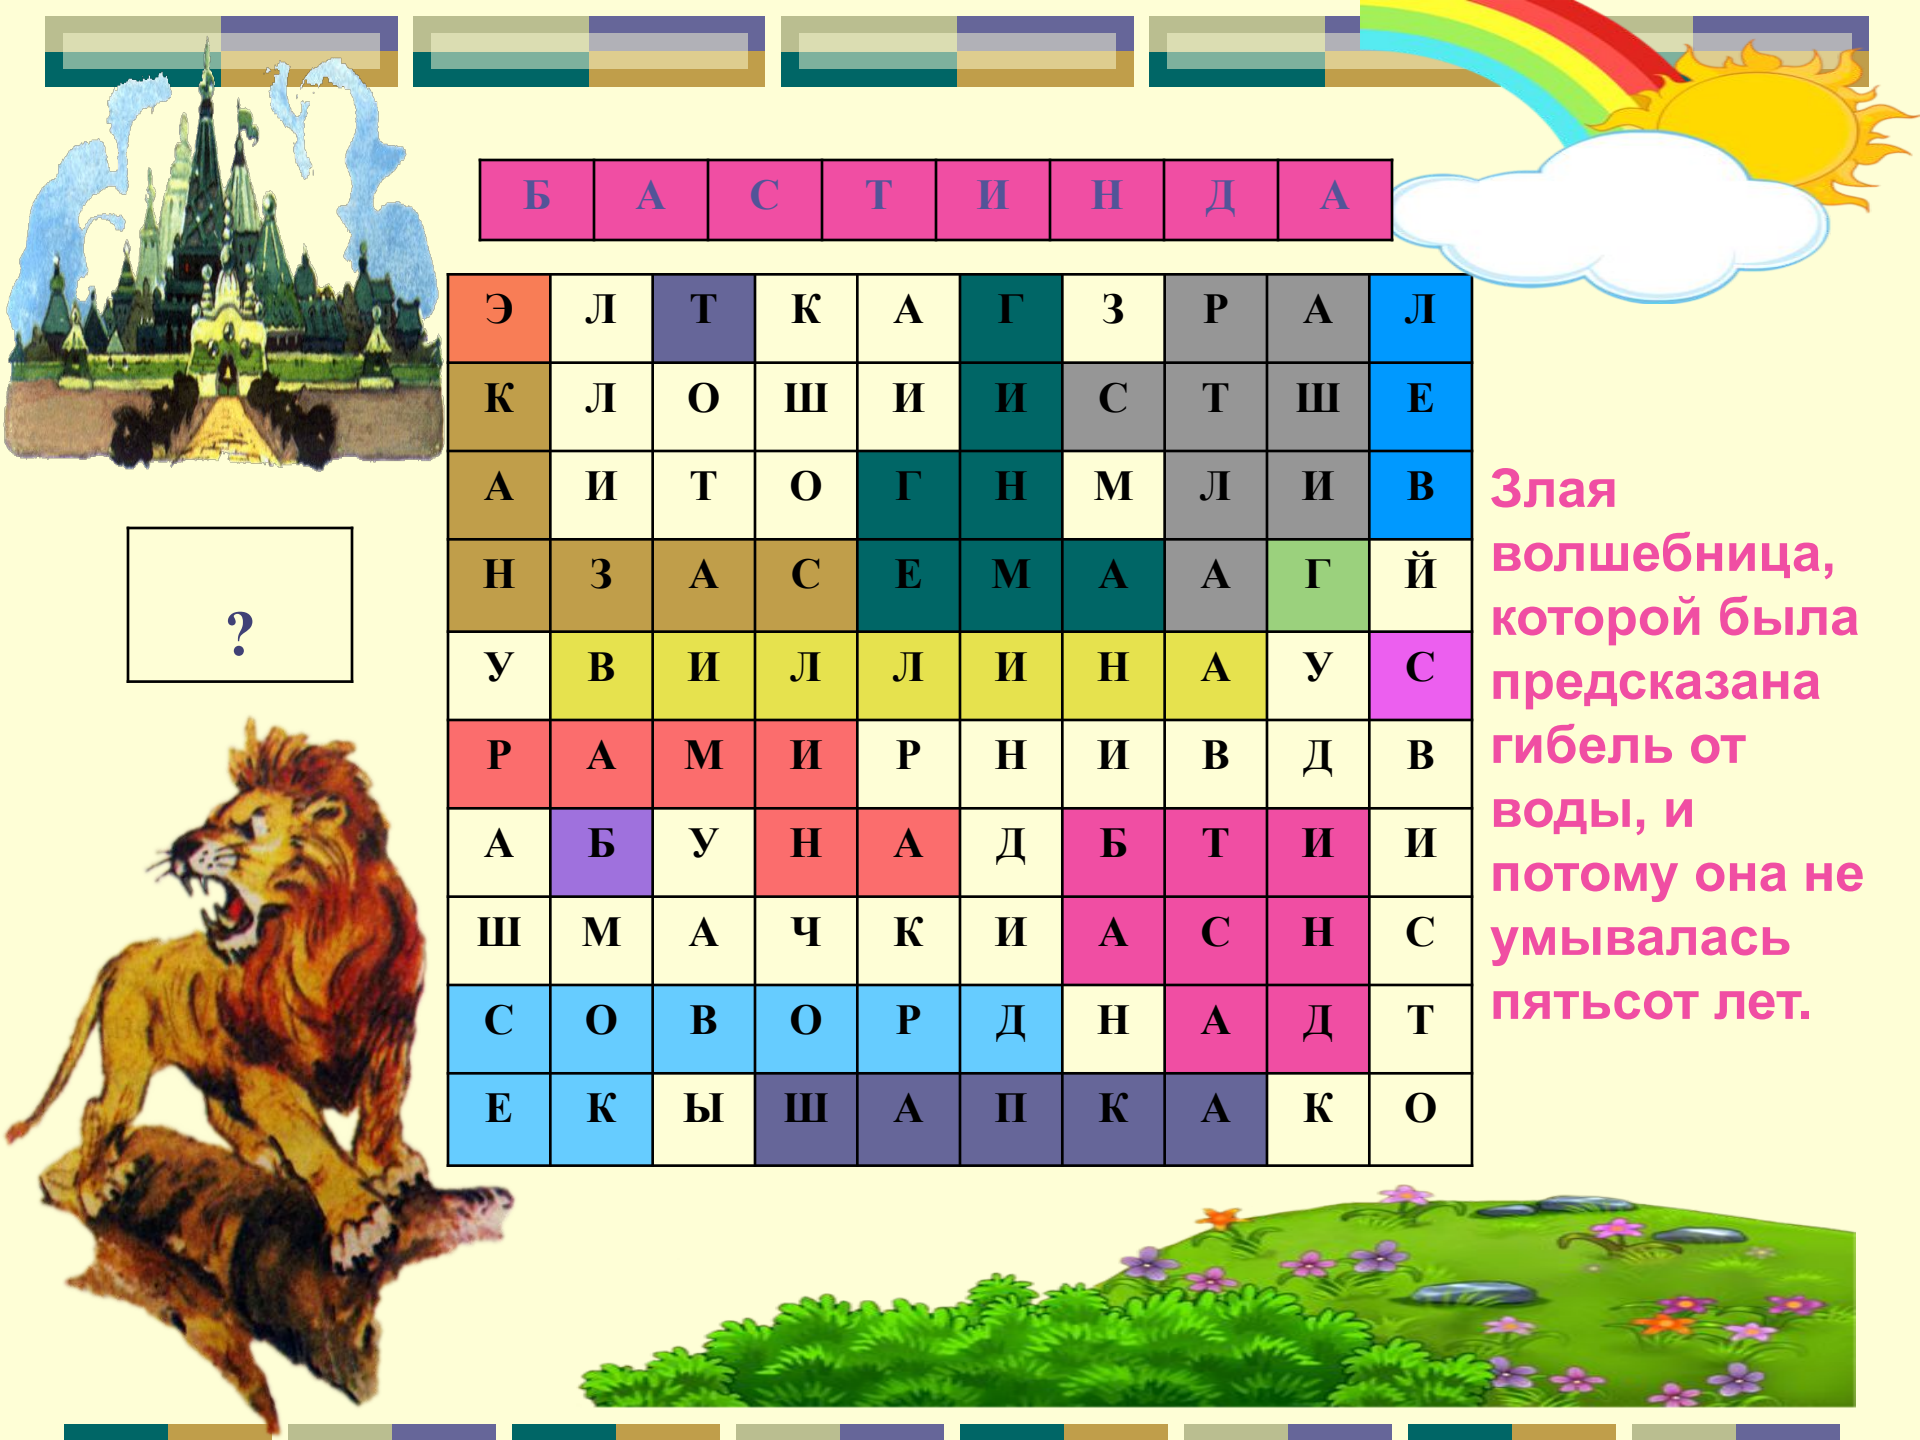 Б А С Т И Н Д А
Э Л Т К А Г З Р А Л
К Л О Ш И И С Т Ш Е
А И Т О Г Н М Л И В
Н З А С Е М А А Г Й
У В И Л Л И Н А У С
Р А М И Р Н И В Д В
А Б У Н А Д Б Т И И
Ш М А Ч К И А С Н С
С О В О Р Д Н А Д Т
Е К Ы Ш А П К А К О
?
Злая
волшебница,
которой была
предсказана
гибель от
воды, и
потому она не
умывалась
пятьсот лет.